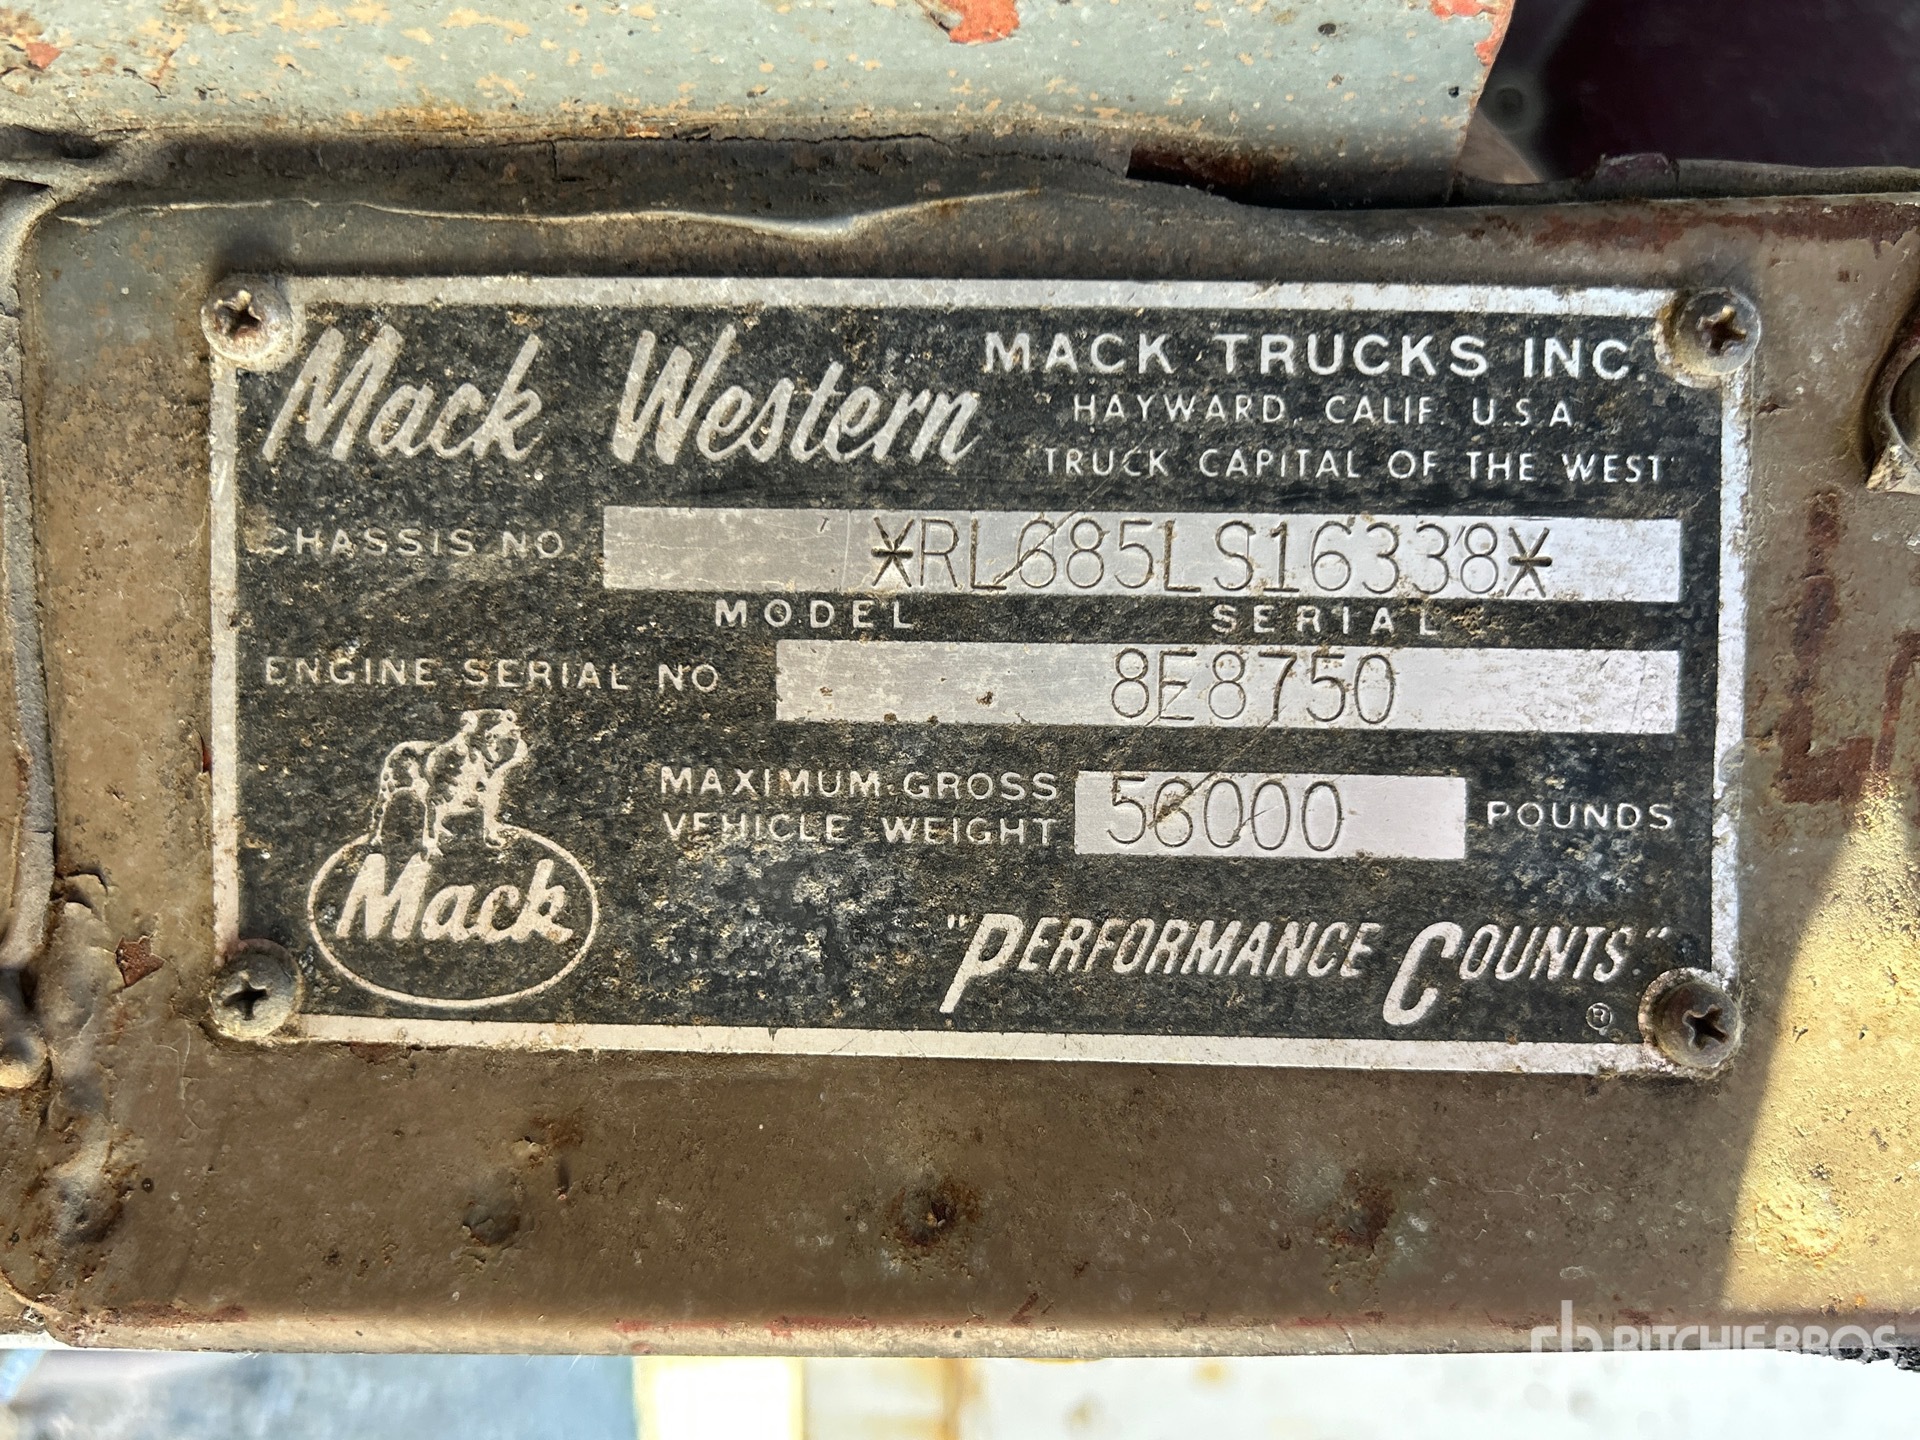 Mack Western
MACK TRUCKS INC.
HAYWARD, CALIF. U.S.A.
TRUCK CAPITAL OF THE WEST
CHASSIS NO *RL685LS16338*
MODEL SERIAL
ENGINE SERIAL NO 8E8750
MAXIMUM GROSS
VEHICLE WEIGHT 56000 POUNDS
Mack
"PERFORMANCE COUNTS."
®
rb RITCHIE BROS.